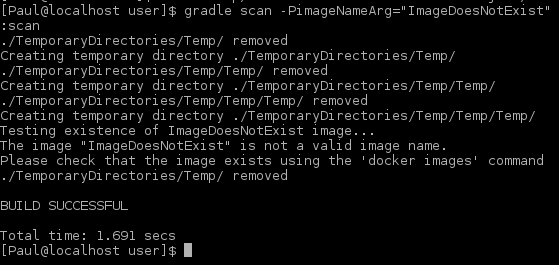 [Paul@localhost user]$ gradle scan -PimageNameArg="ImageDoesNotExist"
:scan
./TemporaryDirectories/Temp/ removed
Creating temporary directory ./TemporaryDirectories/Temp/
./TemporaryDirectories/Temp/Temp/ removed
Creating temporary directory ./TemporaryDirectories/Temp/Temp/
./TemporaryDirectories/Temp/Temp/Temp/ removed
Creating temporary directory ./TemporaryDirectories/Temp/Temp/Temp/
Testing existence of ImageDoesNotExist image...
The image "ImageDoesNotExist" is not a valid image name.
Please check that the image exists using the 'docker images' command
./TemporaryDirectories/Temp/ removed
BUILD SUCCESSFUL
Total time: 1.691 secs
[Paul@localhost user]$